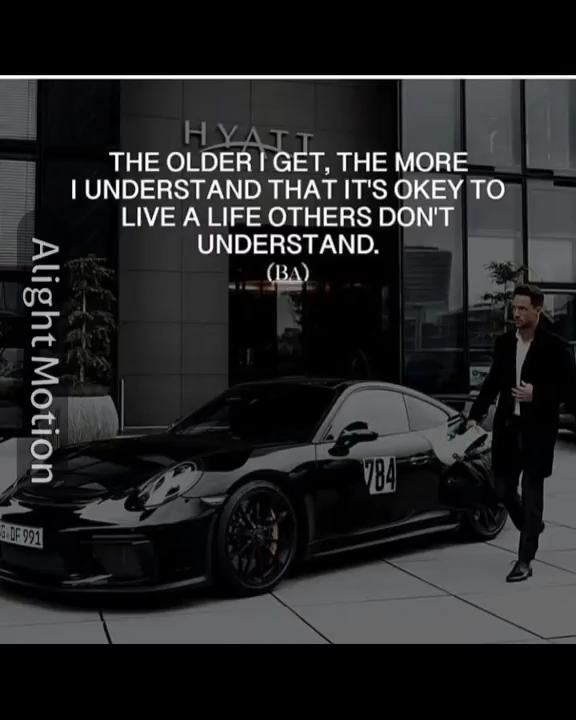 HYATT
THE OLDER I GET, THE MORE
I UNDERSTAND THAT IT'S OKEY TO
LIVE A LIFE OTHERS DON'T
UNDERSTAND.
(BA)
Alight Motion
784
G DF 991